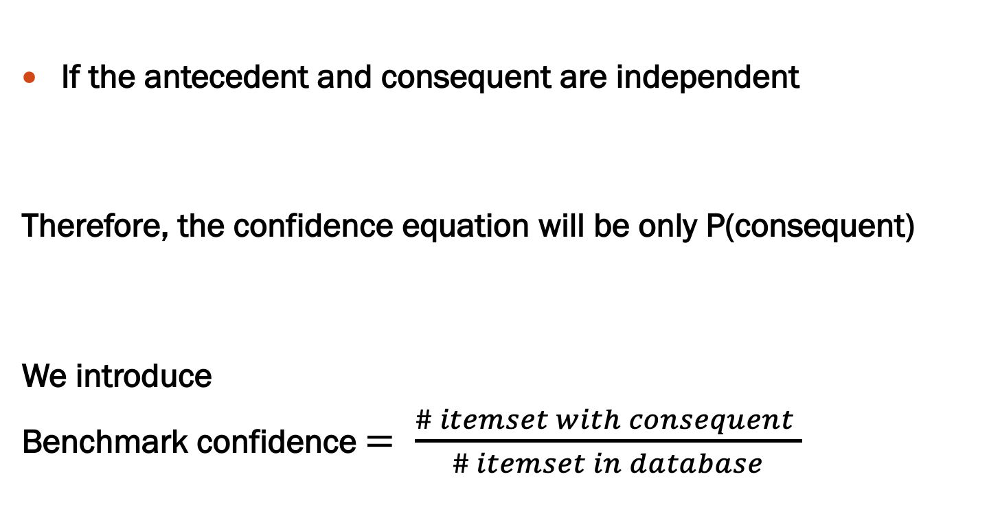 • If the antecedent and consequent are independent
Therefore, the confidence equation will be only P(consequent)
We introduce
Benchmark confidence = # itemset with consequent / # itemset in database